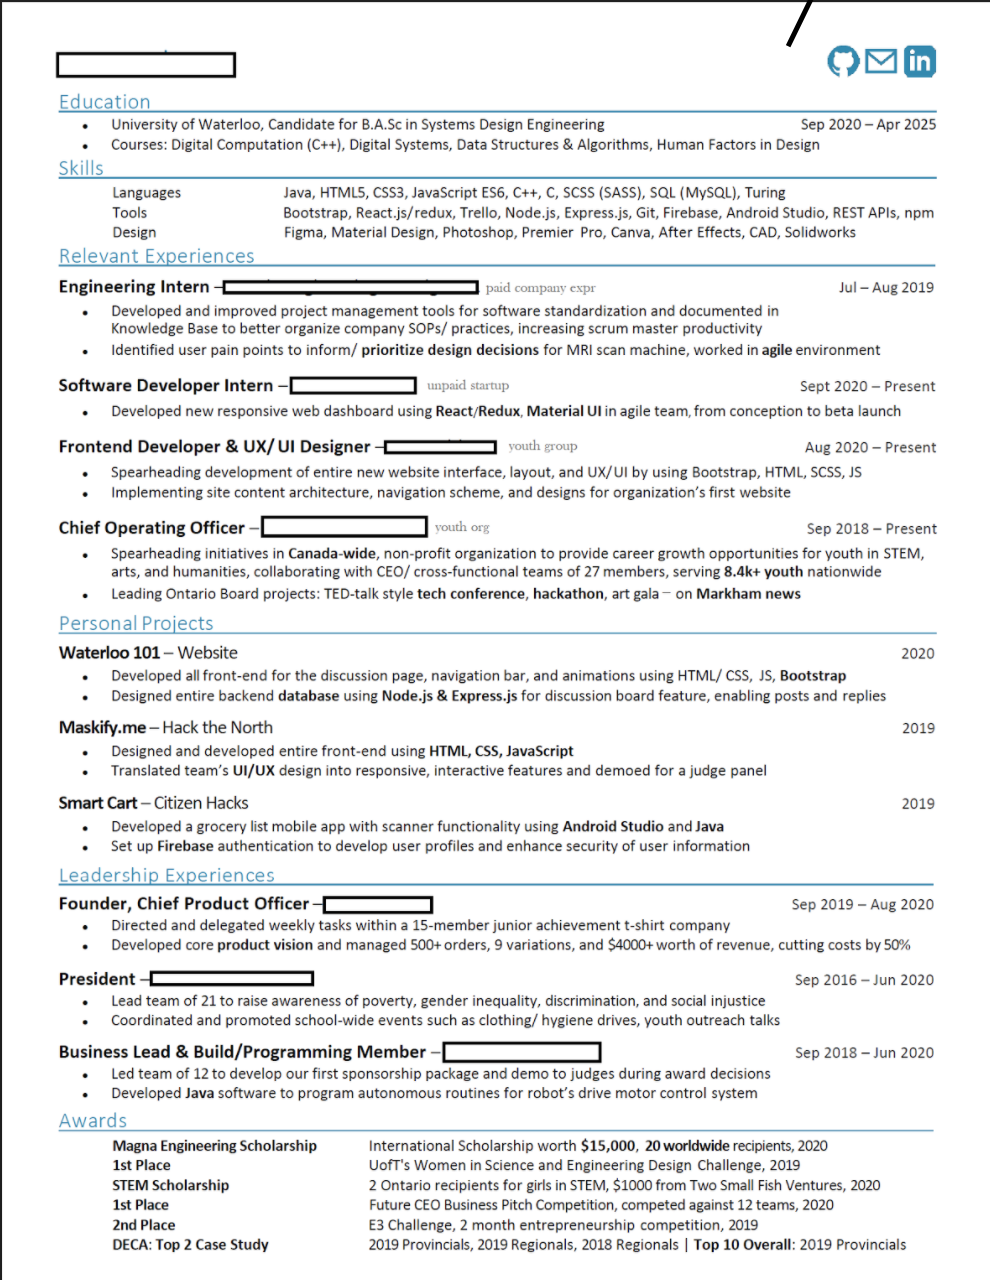 in
Education
• University of Waterloo, Candidate for B.A.Sc in Systems Design Engineering Sep 2020 – Apr 2025
• Courses: Digital Computation (C++), Digital Systems, Data Structures & Algorithms, Human Factors in Design
Skills
Languages Java, HTML5, CSS3, JavaScript ES6, C++, C, SCSS (SASS), SQL (MySQL), Turing
Tools Bootstrap, React.js/redux, Trello, Node.js, Express.js, Git, Firebase, Android Studio, REST APIs, npm
Design Figma, Material Design, Photoshop, Premier Pro, Canva, After Effects, CAD, Solidworks
Relevant Experiences
Engineering Intern – paid company expr Jul – Aug 2019
• Developed and improved project management tools for software standardization and documented in
Knowledge Base to better organize company SOPs/ practices, increasing scrum master productivity
• Identified user pain points to inform/ prioritize design decisions for MRI scan machine, worked in agile environment
Software Developer Intern – unpaid startup Sept 2020 – Present
• Developed new responsive web dashboard using React/Redux, Material UI in agile team, from conception to beta launch
Frontend Developer & UX/ UI Designer – youth group Aug 2020 – Present
• Spearheading development of entire new website interface, layout, and UX/UI by using Bootstrap, HTML, SCSS, JS
• Implementing site content architecture, navigation scheme, and designs for organization's first website
Chief Operating Officer – youth org Sep 2018 – Present
• Spearheading initiatives in Canada-wide, non-profit organization to provide career growth opportunities for youth in STEM,
arts, and humanities, collaborating with CEO/ cross-functional teams of 27 members, serving 8.4k+ youth nationwide
• Leading Ontario Board projects: TED-talk style tech conference, hackathon, art gala – on Markham news
Personal Projects
Waterloo 101 – Website 2020
• Developed all front-end for the discussion page, navigation bar, and animations using HTML/ CSS, JS, Bootstrap
• Designed entire backend database using Node.js & Express.js for discussion board feature, enabling posts and replies
Maskify.me – Hack the North 2019
• Designed and developed entire front-end using HTML, CSS, JavaScript
• Translated team's UI/UX design into responsive, interactive features and demoed for a judge panel
Smart Cart – Citizen Hacks 2019
• Developed a grocery list mobile app with scanner functionality using Android Studio and Java
• Set up Firebase authentication to develop user profiles and enhance security of user information
Leadership Experiences
Founder, Chief Product Officer – Sep 2019 – Aug 2020
• Directed and delegated weekly tasks within a 15-member junior achievement t-shirt company
• Developed core product vision and managed 500+ orders, 9 variations, and $4000+ worth of revenue, cutting costs by 50%
President – Sep 2016 – Jun 2020
• Lead team of 21 to raise awareness of poverty, gender inequality, discrimination, and social injustice
• Coordinated and promoted school-wide events such as clothing/ hygiene drives, youth outreach talks
Business Lead & Build/Programming Member – Sep 2018 – Jun 2020
• Led team of 12 to develop our first sponsorship package and demo to judges during award decisions
• Developed Java software to program autonomous routines for robot's drive motor control system
Awards
Magna Engineering Scholarship International Scholarship worth $15,000, 20 worldwide recipients, 2020
1st Place UofT's Women in Science and Engineering Design Challenge, 2019
STEM Scholarship 2 Ontario recipients for girls in STEM, $1000 from Two Small Fish Ventures, 2020
1st Place Future CEO Business Pitch Competition, competed against 12 teams, 2020
2nd Place E3 Challenge, 2 month entrepreneurship competition, 2019
DECA: Top 2 Case Study 2019 Provincials, 2019 Regionals, 2018 Regionals | Top 10 Overall: 2019 Provincials